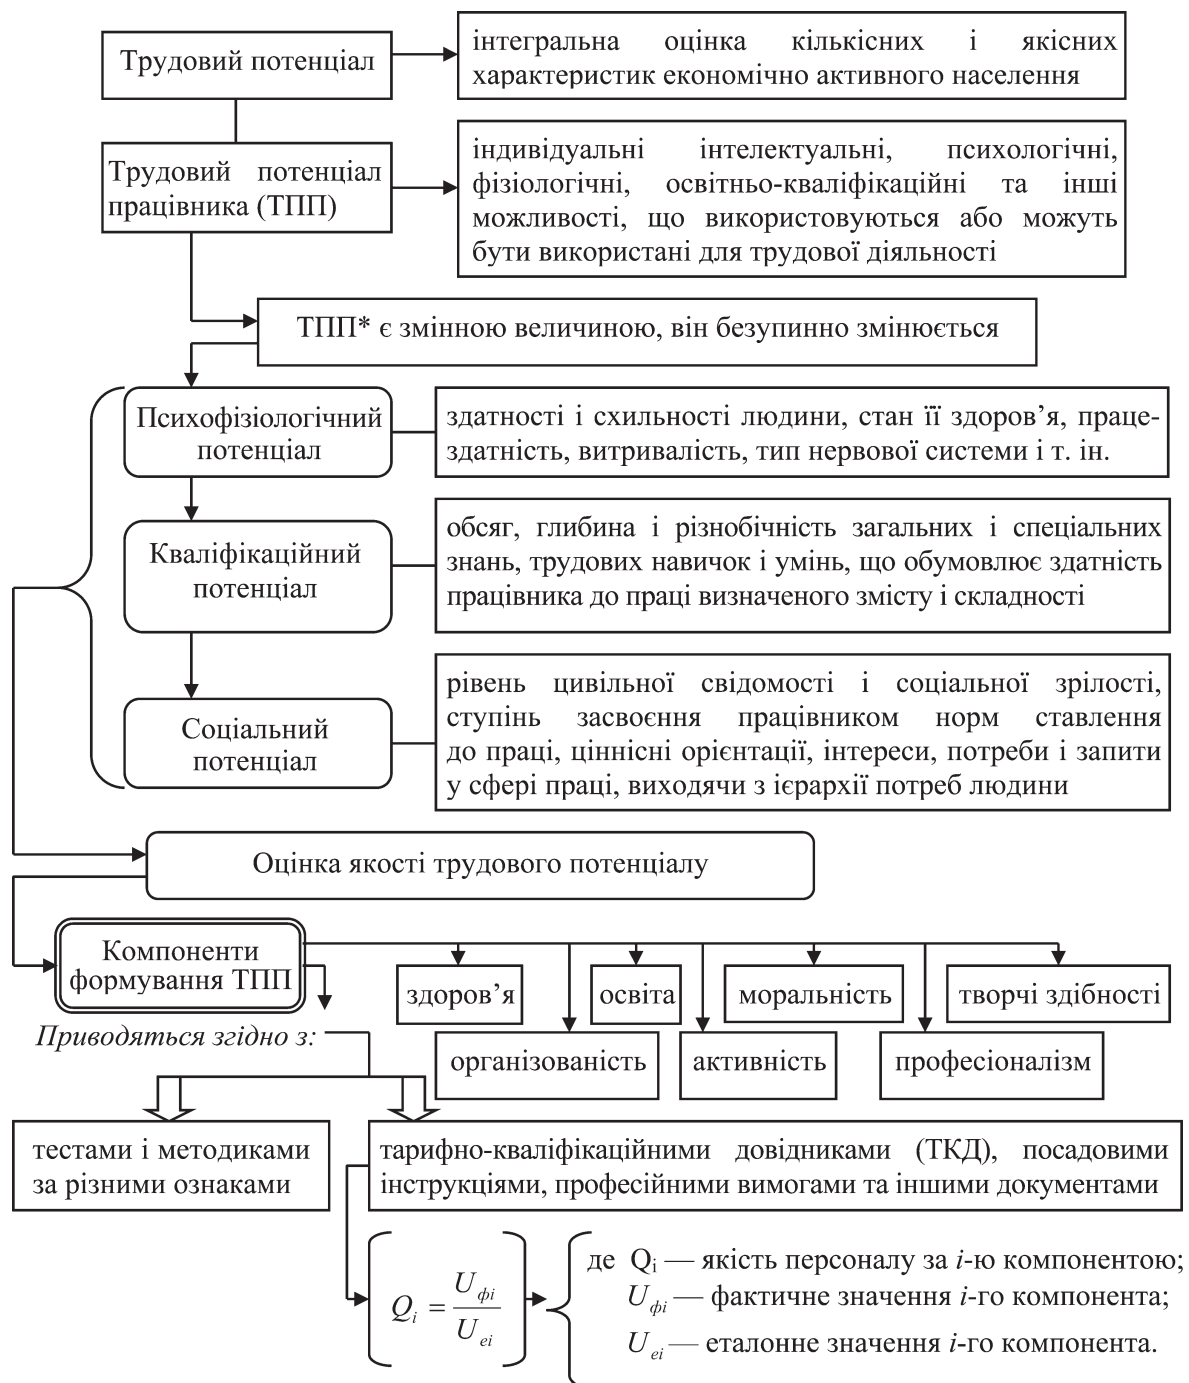 Трудовий потенціал
інтегральна оцінка кількісних і якісних
характеристик економічно активного населення
Трудовий потенціал
працівника (ТПП)
індивідуальні інтелектуальні, психологічні,
фізіологічні, освітньо-кваліфікаційні та інші
можливості, що використовуються або можуть
бути використані для трудової діяльності
ТПП* є змінною величиною, він безупинно змінюється
Психофізіологічний
потенціал
здатності і схильності людини, стан її здоров’я, праце-
здатність, витривалість, тип нервової системи і т. ін.
Кваліфікаційний
потенціал
обсяг, глибина і різнобічність загальних і спеціальних
знань, трудових навичок і умінь, що обумовлює здатність
працівника до праці визначеного змісту і складності
Соціальний
потенціал
рівень цивільної свідомості і соціальної зрілості,
ступінь засвоєння працівником норм ставлення
до праці, ціннісні орієнтації, інтереси, потреби і запити
у сфері праці, виходячи з ієрархії потреб людини
Оцінка якості трудового потенціалу
Компоненти
формування ТПП
здоров’я
освіта
моральність
творчі здібності
Приводяться згідно з:
організованість
активність
професіоналізм
тестами і методиками
за різними ознаками
тарифно-кваліфікаційними довідниками (ТКД), посадовими
інструкціями, професійними вимогами та іншими документами
Q_i = U_фі / U_еі
де Q_i — якість персоналу за і-ю компонентою;
U_фі — фактичне значення і-го компонента;
U_еі — еталонне значення і-го компонента.